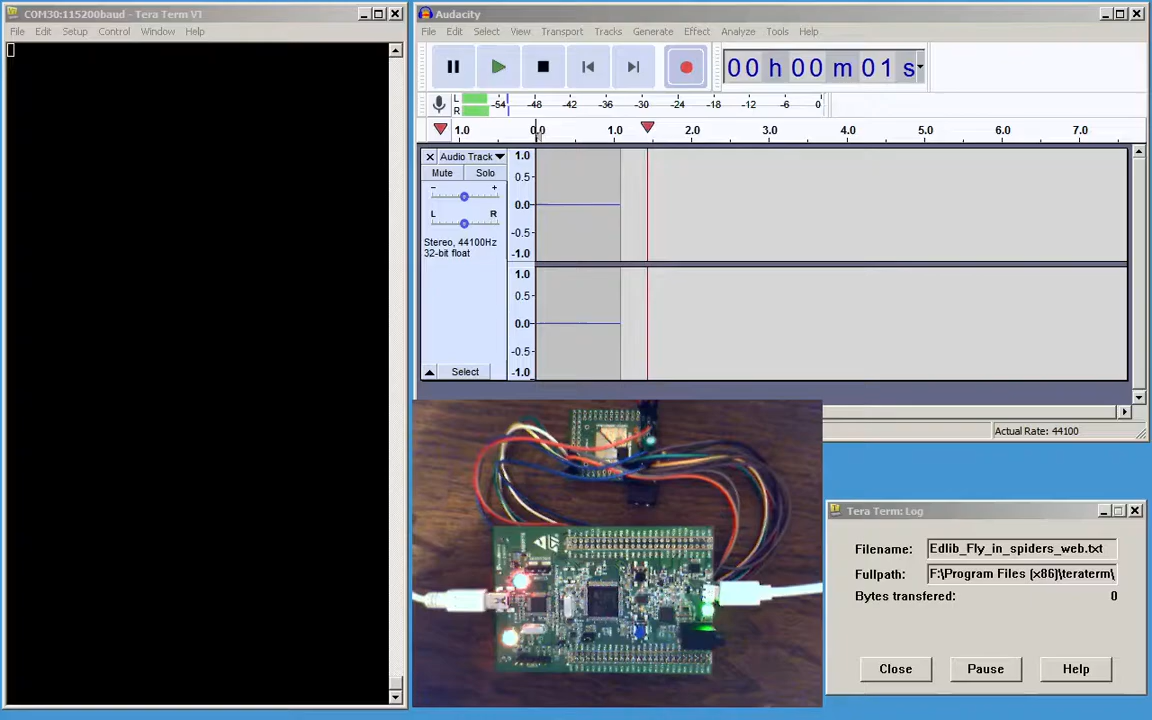 COM30:115200baud - Tera Term VT
File Edit Setup Control Window Help
Audacity
File Edit Select View Transport Tracks Generate Effect Analyze Tools Help
00 h 00 m 01 s
L
R
-54 -48 -42 -36 -30 -24 -18 -12 -6 0
1.0 0.0 1.0 2.0 3.0 4.0 5.0 6.0 7.0
Audio Track
Mute Solo
- +
L R
Stereo, 44100Hz
32-bit float
Select
1.0
0.5
0.0
-0.5
-1.0
1.0
0.5
0.0
-0.5
-1.0
Actual Rate: 44100
Tera Term: Log
Filename: Edlib_Fly_in_spiders_web.txt
Fullpath: F:\Program Files (x86)\teraterm\
Bytes transferred: 0
Close Pause Help